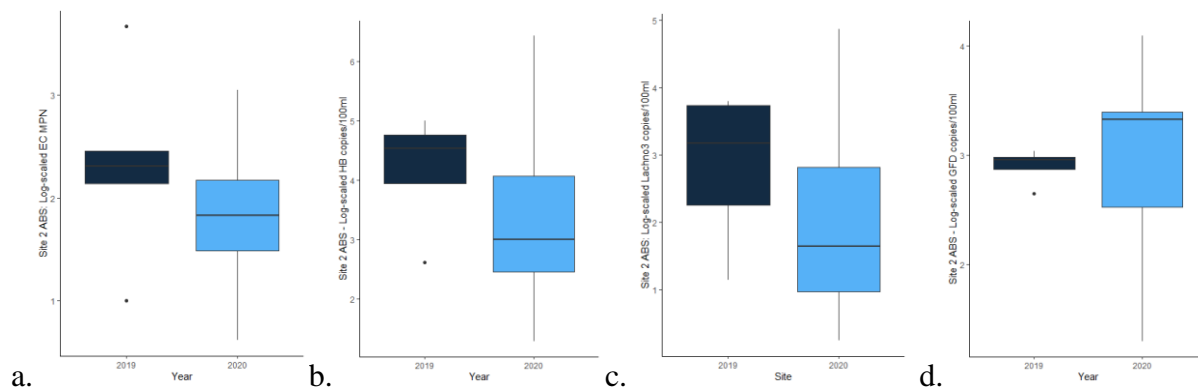 a.
Site 2 ABS: Log-scaled EC MPN
3
2
1
2019 2020
Year
b.
Site 2 ABS - Log-scaled HB copies/100ml
6
5
4
3
2
2019 2020
Year
c.
Site 2 ABS: Log-scaled Lachno3 copies/100ml
5
4
3
2
1
2019 2020
Site
d.
Site 2 ABS - Log-scaled GFD copies/100ml
4
3
2
2019 2020
Year